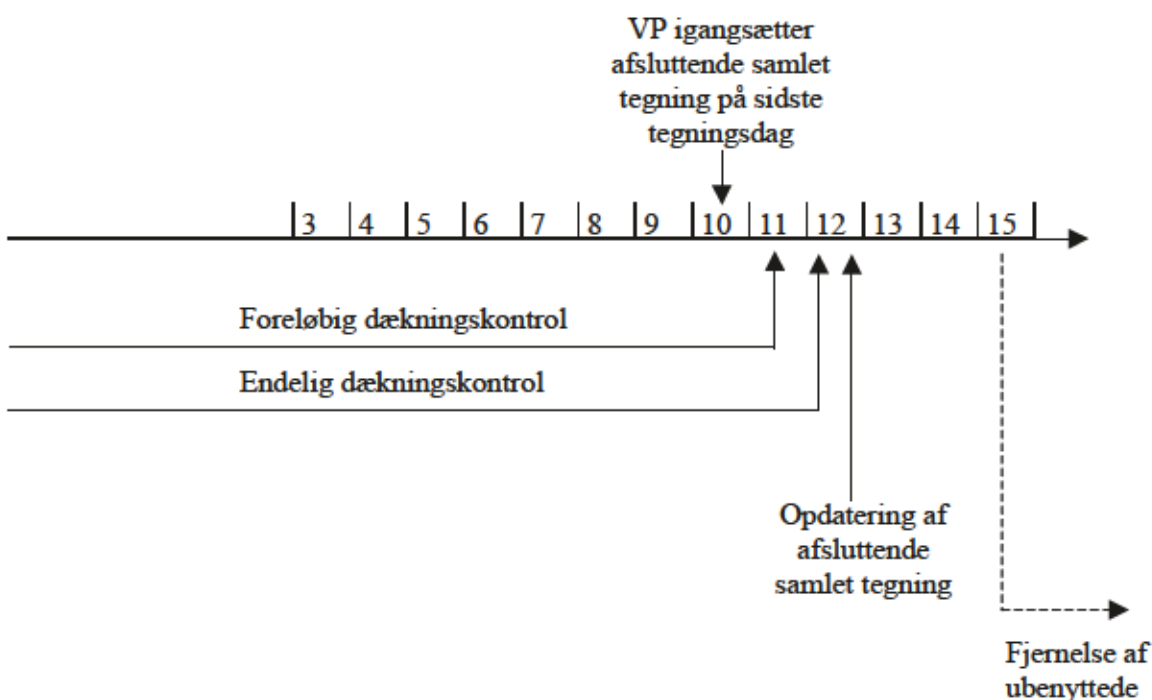 VP igangsætter
afsluttende samlet
tegning på sidste
tegningsdag
3 4 5 6 7 8 9 10 11 12 13 14 15
Foreløbig dækningskontrol
Endelig dækningskontrol
Opdatering af
afsluttende
samlet tegning
Fjernelse af
ubenyttede